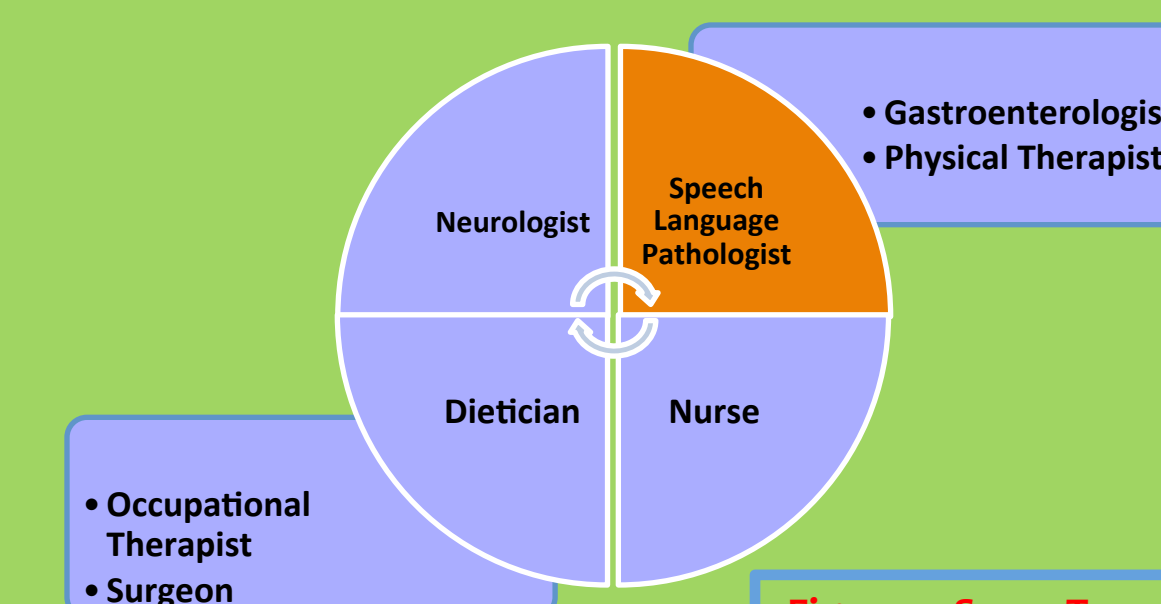 • Gastroenterologis
• Physical Therapist
Speech
Language
Pathologist
Neurologist
Dietician
Nurse
• Occupational
Therapist
• Surgeon